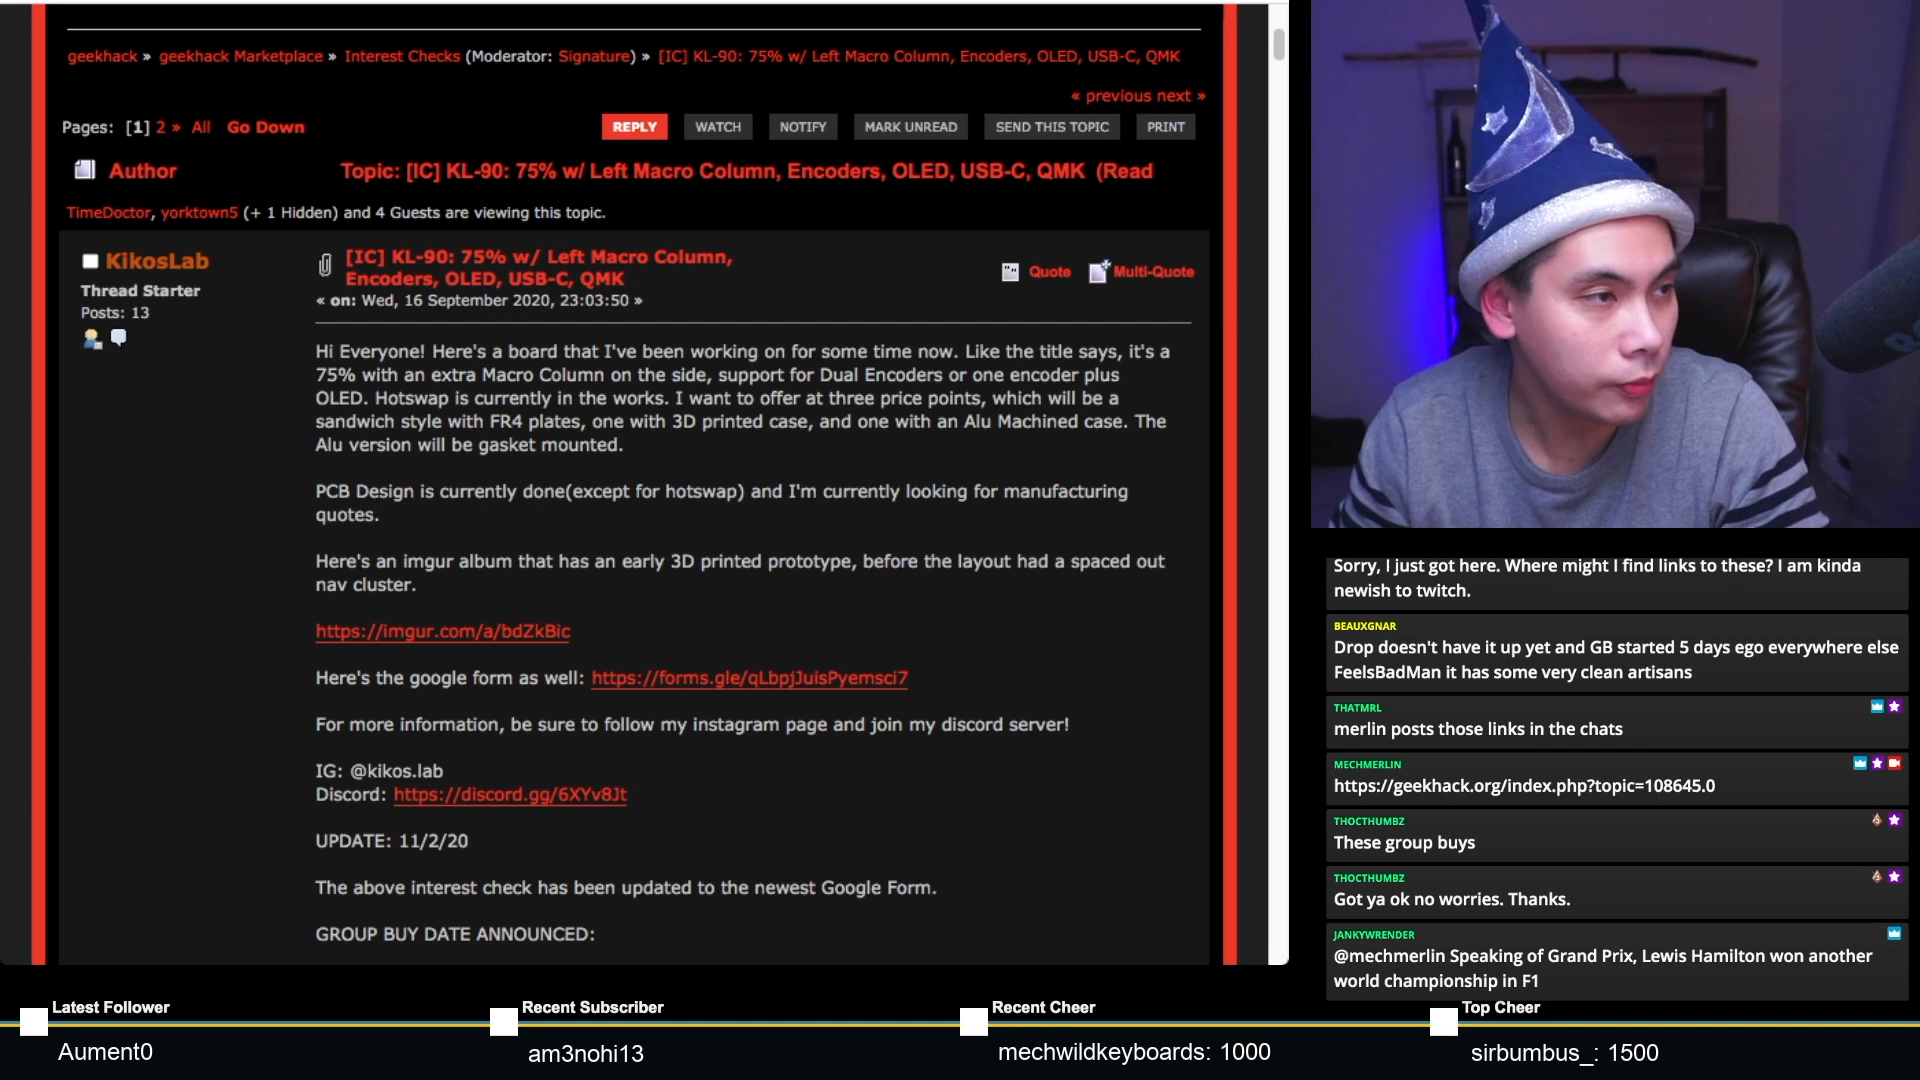 geekhack » geekhack Marketplace » Interest Checks (Moderator: Signature) » [IC] KL-90: 75% w/ Left Macro Column, Encoders, OLED, USB-C, QMK
« previous next »
Pages: [1] 2 » All Go Down
REPLY WATCH NOTIFY MARK UNREAD SEND THIS TOPIC PRINT
Author Topic: [IC] KL-90: 75% w/ Left Macro Column, Encoders, OLED, USB-C, QMK (Read
TimeDoctor, yorktown5 (+ 1 Hidden) and 4 Guests are viewing this topic.
KikosLab
Thread Starter
Posts: 13
[IC] KL-90: 75% w/ Left Macro Column,
Encoders, OLED, USB-C, QMK
« on: Wed, 16 September 2020, 23:03:50 »
Quote Multi-Quote
Hi Everyone! Here's a board that I've been working on for some time now. Like the title says, it's a
75% with an extra Macro Column on the side, support for Dual Encoders or one encoder plus
OLED. Hotswap is currently in the works. I want to offer at three price points, which will be a
sandwich style with FR4 plates, one with 3D printed case, and one with an Alu Machined case. The
Alu version will be gasket mounted.
PCB Design is currently done(except for hotswap) and I'm currently looking for manufacturing
quotes.
Here's an imgur album that has an early 3D printed prototype, before the layout had a spaced out
nav cluster.
https://imgur.com/a/bdZkBic
Here's the google form as well: https://forms.gle/qLbpjJuisPyemsci7
For more information, be sure to follow my instagram page and join my discord server!
IG: @kikos.lab
Discord: https://discord.gg/6XYv8Jt
UPDATE: 11/2/20
The above interest check has been updated to the newest Google Form.
GROUP BUY DATE ANNOUNCED:
Sorry, I just got here. Where might I find links to these? I am kinda
newish to twitch.
BEAUXGNAR
Drop doesn't have it up yet and GB started 5 days ego everywhere else
FeelsBadMan it has some very clean artisans
THATMRL
merlin posts those links in the chats
MECHMERLIN
https://geekhack.org/index.php?topic=108645.0
THOCTHUMBZ
These group buys
THOCTHUMBZ
Got ya ok no worries. Thanks.
JANKYWRENDER
@mechmerlin Speaking of Grand Prix, Lewis Hamilton won another
world championship in F1
Latest Follower
Aument0
Recent Subscriber
am3nohi13
Recent Cheer
mechwildkeyboards: 1000
Top Cheer
sirbumbus_: 1500